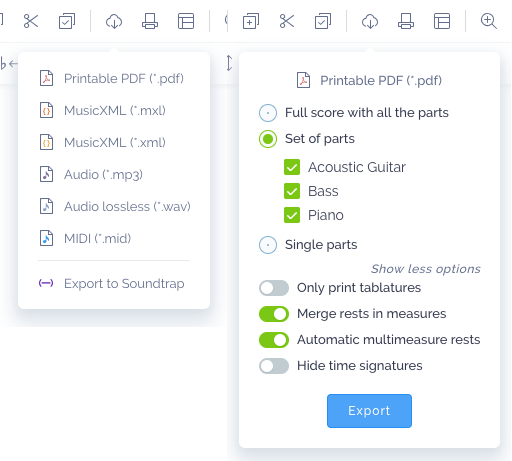 Printable PDF (*.pdf)
MusicXML (*.mxl)
MusicXML (*.xml)
Audio (*.mp3)
Audio lossless (*.wav)
MIDI (*.mid)
Export to Soundtrap
Printable PDF (*.pdf)
Full score with all the parts
Set of parts
Acoustic Guitar
Bass
Piano
Single parts
Show less options
Only print tablatures
Merge rests in measures
Automatic multimeasure rests
Hide time signatures
Export